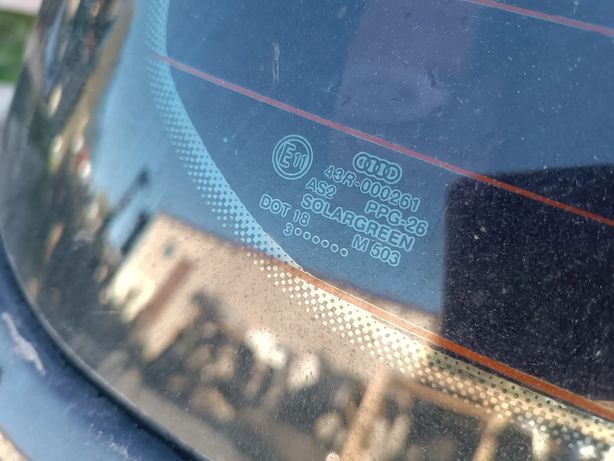 E11
43R-000261
AS2 PPG-26
SOLARGREEN
DOT 18 M 503
3••••••